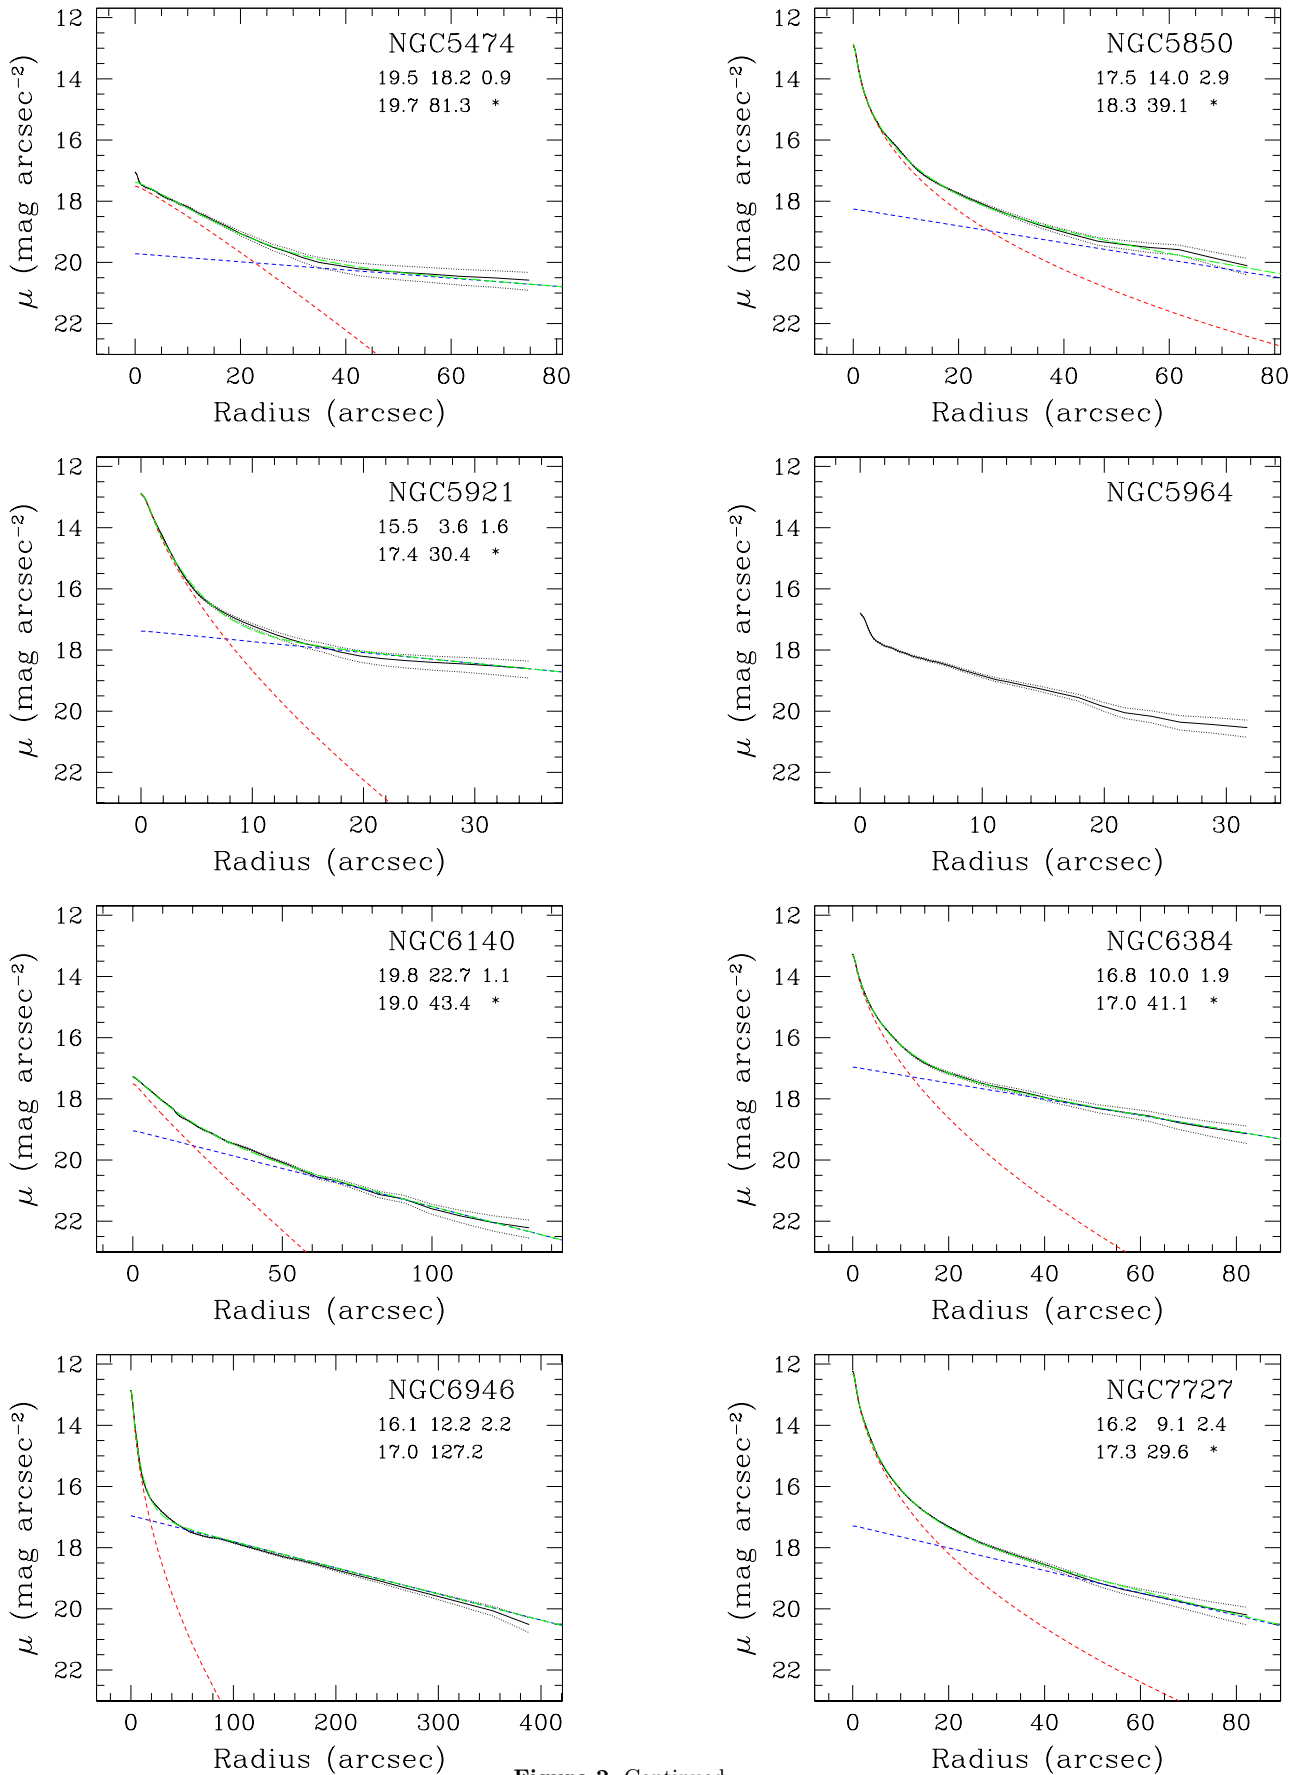 NGC5474
19.5 18.2 0.9
19.7 81.3 *
12
14
16
18
20
22
μ (mag arcsec⁻²)
0 20 40 60 80
Radius (arcsec)
NGC5850
17.5 14.0 2.9
18.3 39.1 *
12
14
16
18
20
22
μ (mag arcsec⁻²)
0 20 40 60 80
Radius (arcsec)
NGC5921
15.5 3.6 1.6
17.4 30.4 *
12
14
16
18
20
22
μ (mag arcsec⁻²)
0 10 20 30
Radius (arcsec)
NGC5964
12
14
16
18
20
22
μ (mag arcsec⁻²)
0 10 20 30
Radius (arcsec)
NGC6140
19.8 22.7 1.1
19.0 43.4 *
12
14
16
18
20
22
μ (mag arcsec⁻²)
0 50 100
Radius (arcsec)
NGC6384
16.8 10.0 1.9
17.0 41.1 *
12
14
16
18
20
22
μ (mag arcsec⁻²)
0 20 40 60 80
Radius (arcsec)
NGC6946
16.1 12.2 2.2
17.0 127.2
12
14
16
18
20
22
μ (mag arcsec⁻²)
0 100 200 300 400
Radius (arcsec)
NGC7727
16.2 9.1 2.4
17.3 29.6 *
12
14
16
18
20
22
μ (mag arcsec⁻²)
0 20 40 60 80
Radius (arcsec)
Figure 2. Continued